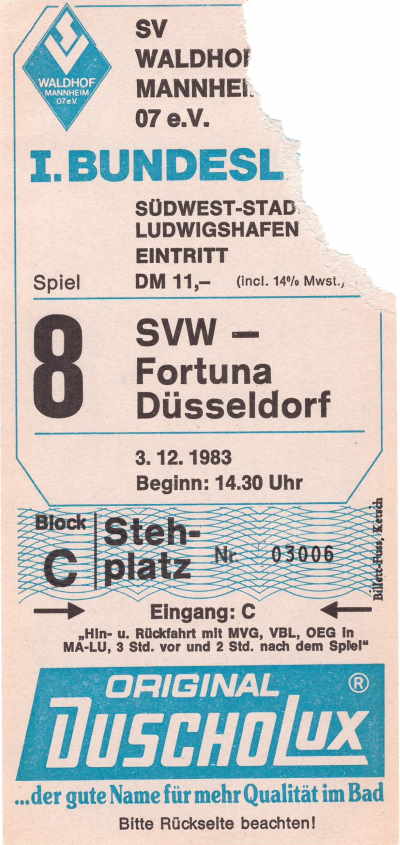 WALDHOF
MANNHEIM
07 e.V.
SV
WALDHOF
MANNHEI
07 e.V.
I. BUNDESL
SÜDWEST-STAD
LUDWIGSHAFEN
EINTRITT
Spiel DM 11,– (incl. 14% Mwst.)
8 SVW –
Fortuna
Düsseldorf
3. 12. 1983
Beginn: 14.30 Uhr
Block C
Steh-
platz Nr. 03006
Billett-Fuss, Ketsch
Eingang: C
„Hin- u. Rückfahrt mit MVG, VBL, OEG in
MA-LU, 3 Std. vor und 2 Std. nach dem Spiel“
ORIGINAL ®
DUSCHOLUX
...der gute Name für mehr Qualität im Bad
Bitte Rückseite beachten!